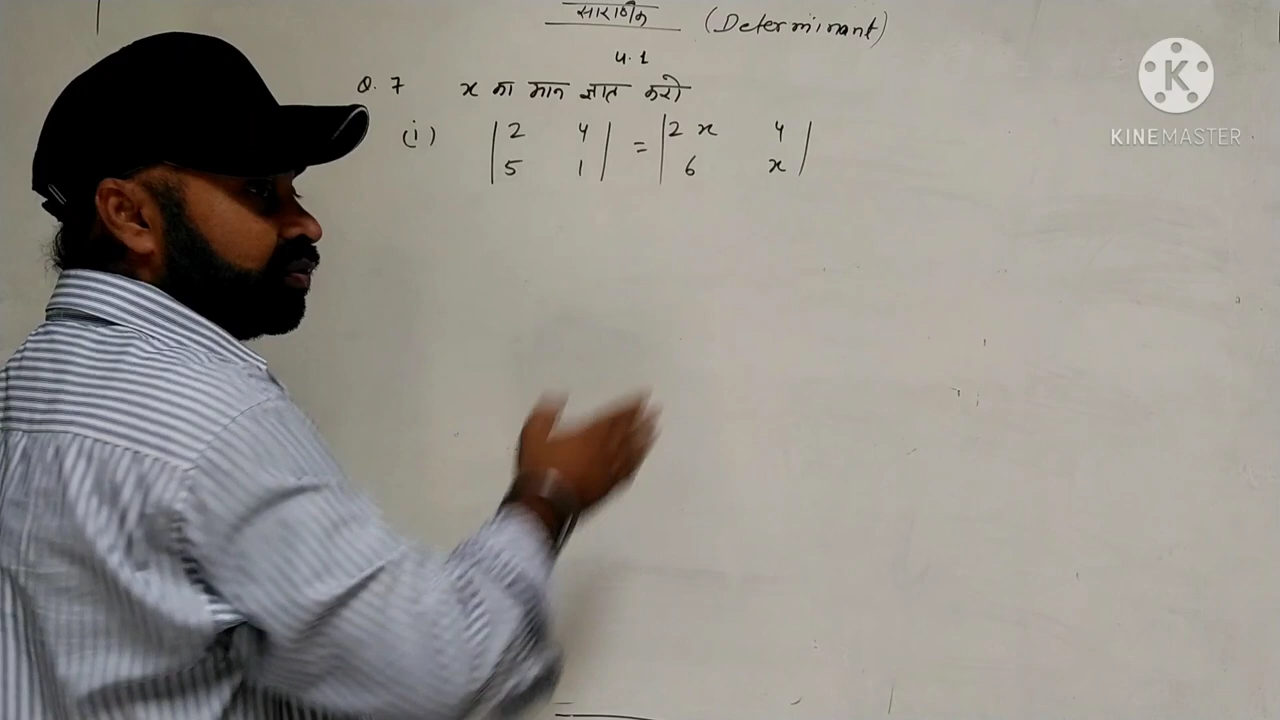 सारणिक (Determinant)
4.1
Q. 7 x का मान ज्ञात करो
(i) | 2 4 | = | 2x 4 |
| 5 1 | | 6 x |
K
KINEMASTER